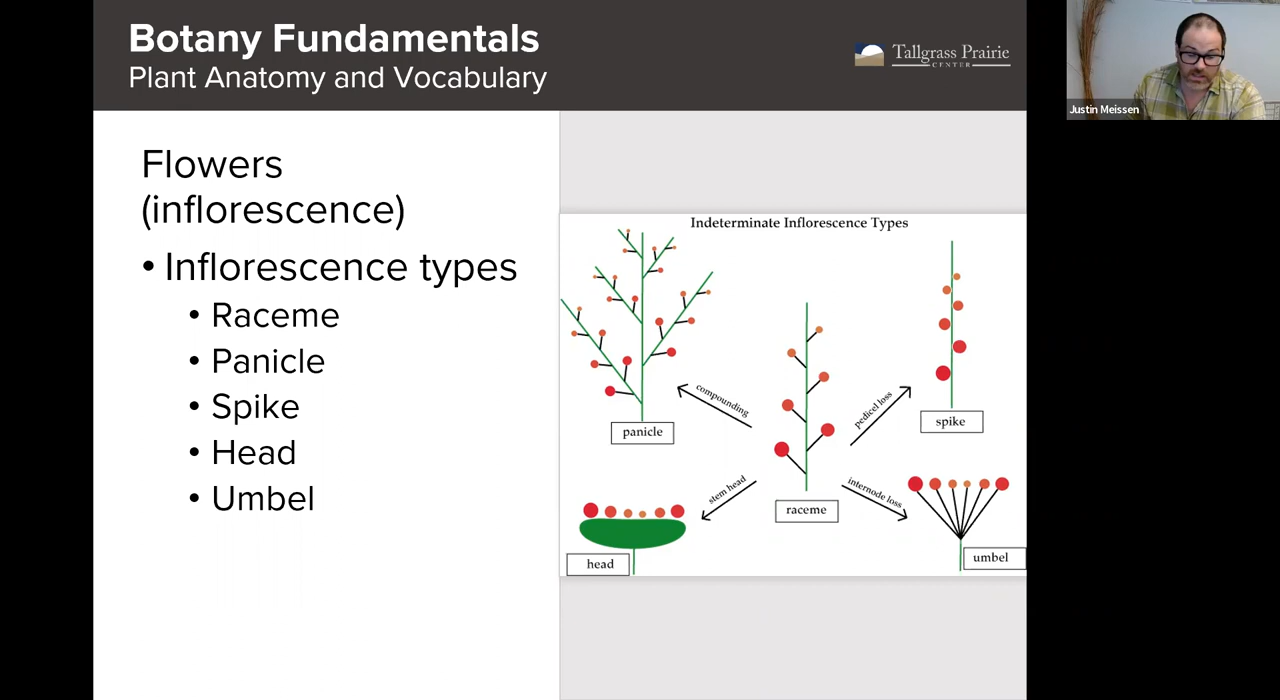 Botany Fundamentals
Plant Anatomy and Vocabulary
Tallgrass Prairie
CENTER
Justin Meissen
Flowers
(inflorescence)
• Inflorescence types
• Raceme
• Panicle
• Spike
• Head
• Umbel
Indeterminate Inflorescence Types
compounding
pedicel loss
panicle
spike
stem head
internode loss
raceme
head
umbel